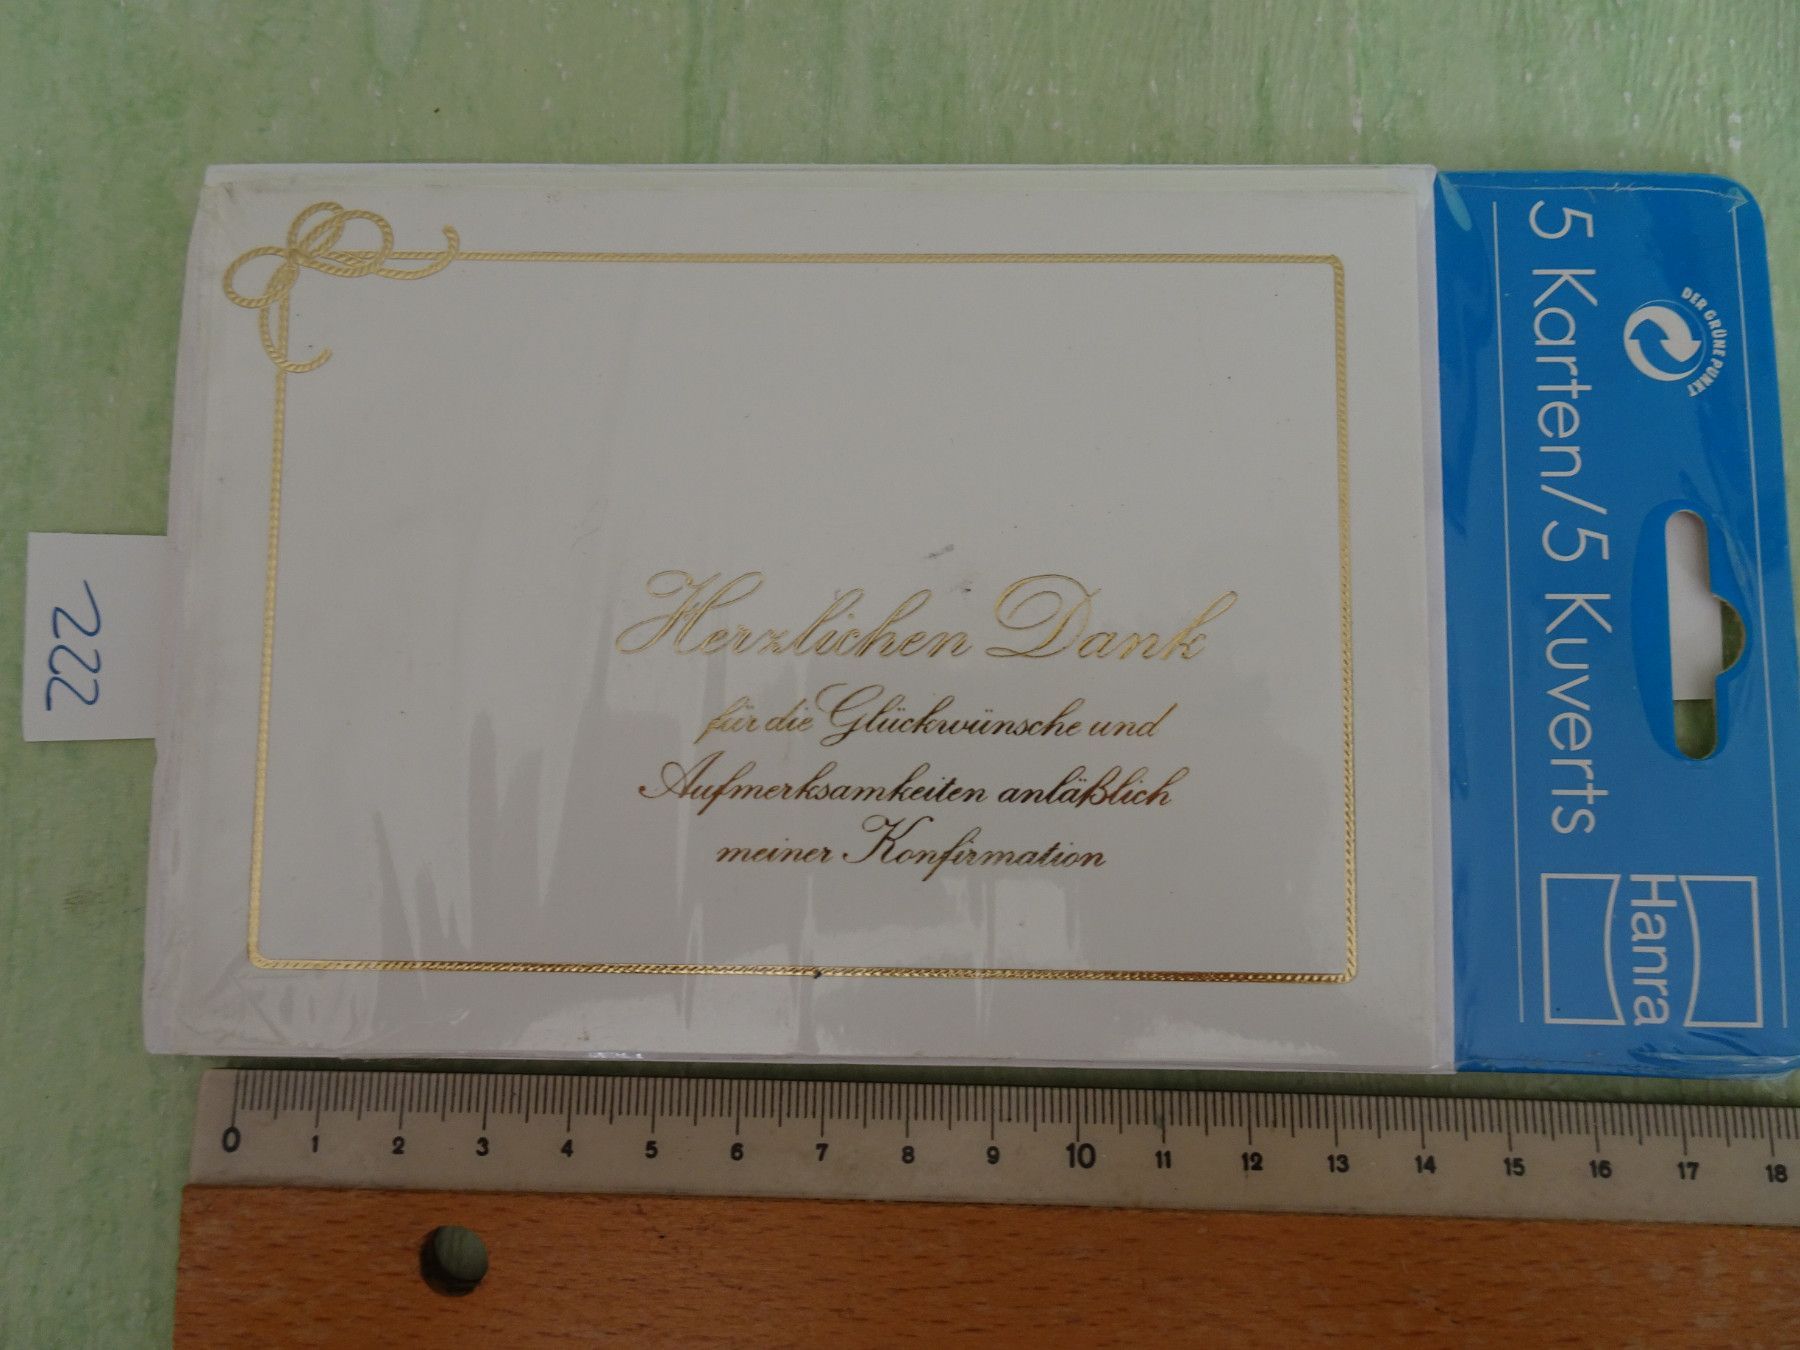 Herzlichen Dank
für die Glückwünsche und
Aufmerksamkeiten anläßlich
meiner Konfirmation
5 Karten/5 Kuverts
DER GRÜNE PUNKT
Hanra
222
0 1 2 3 4 5 6 7 8 9 10 11 12 13 14 15 16 17 18